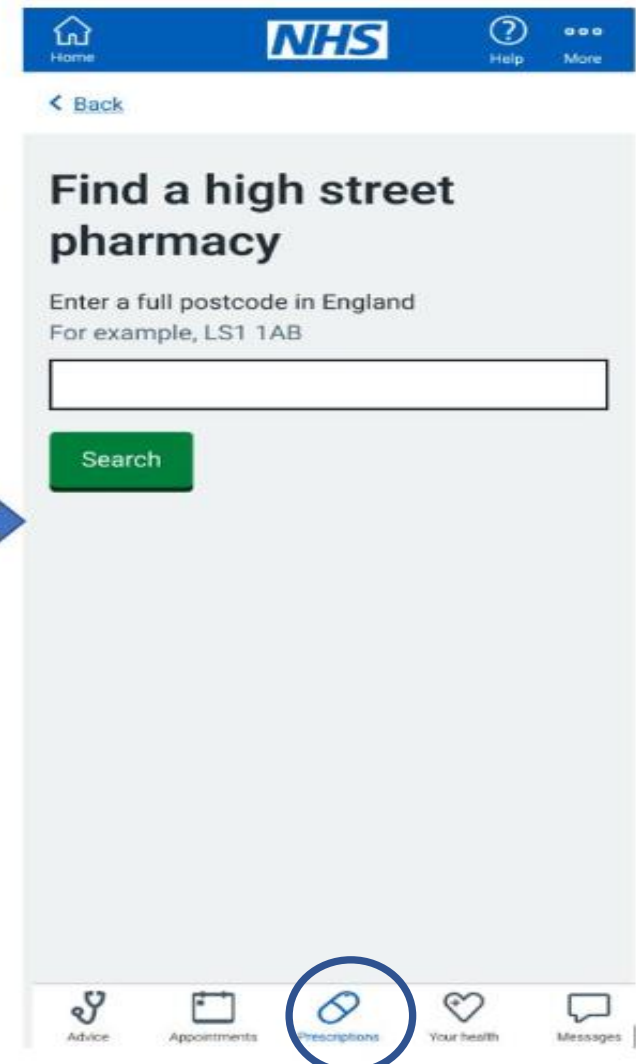 NHS
Home
Help
More
Back
Find a high street
pharmacy
Enter a full postcode in England
For example, LS1 1AB
Search
Advice
Appointments
Prescriptions
Your health
Messages